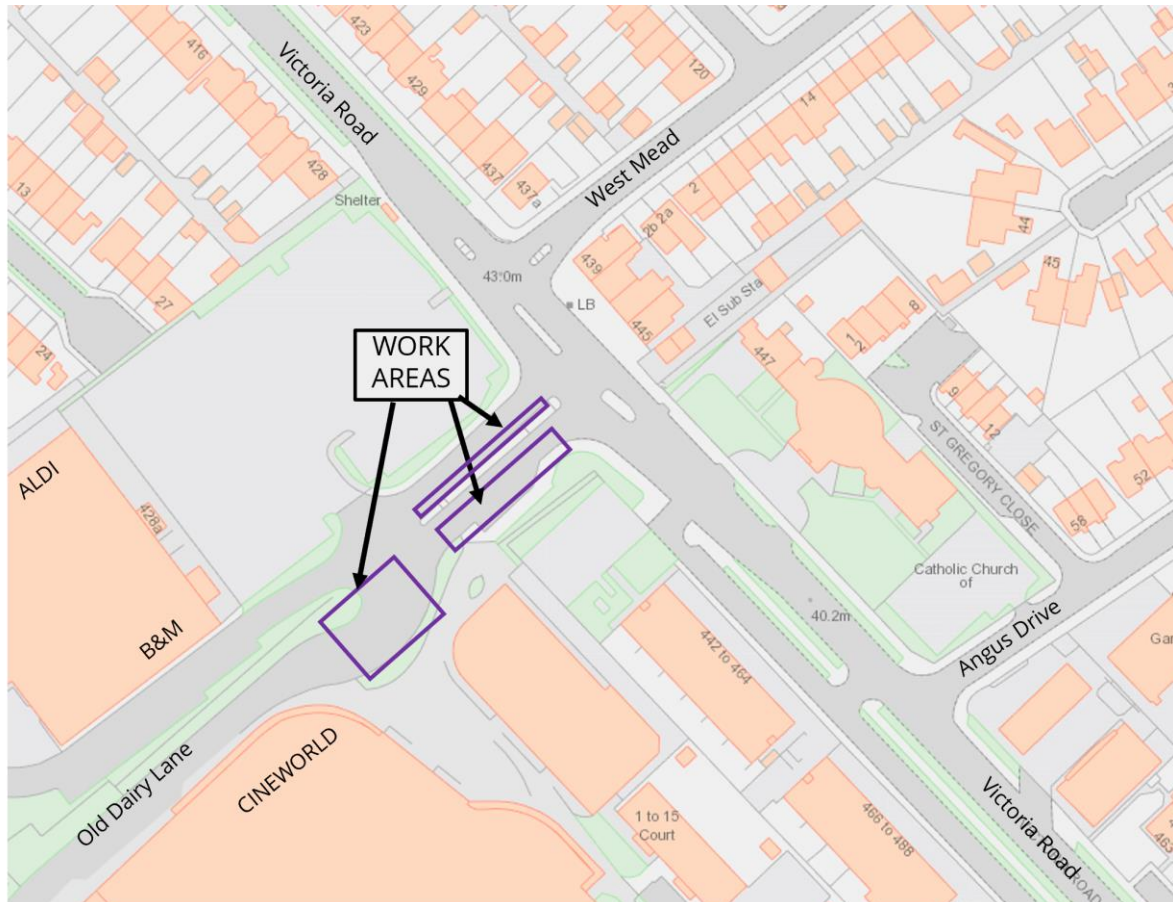 423
120
416
Victoria Road
14
429
West Mead
437
428
437a
2
13
Shelter
2b 2a
44
439
43.0m
45
27
LB
El Sub Sta
445
8
1
2
24
WORK
AREAS
447
9
12
ST GREGORY CLOSE
52
ALDI
428a
58
Catholic Church
of
40.2m
B&M
442 to 464
Angus Drive
Gar
Old Dairy Lane
CINEWORLD
1 to 15
Court
466 to 488
Victoria Road
ROAD
463